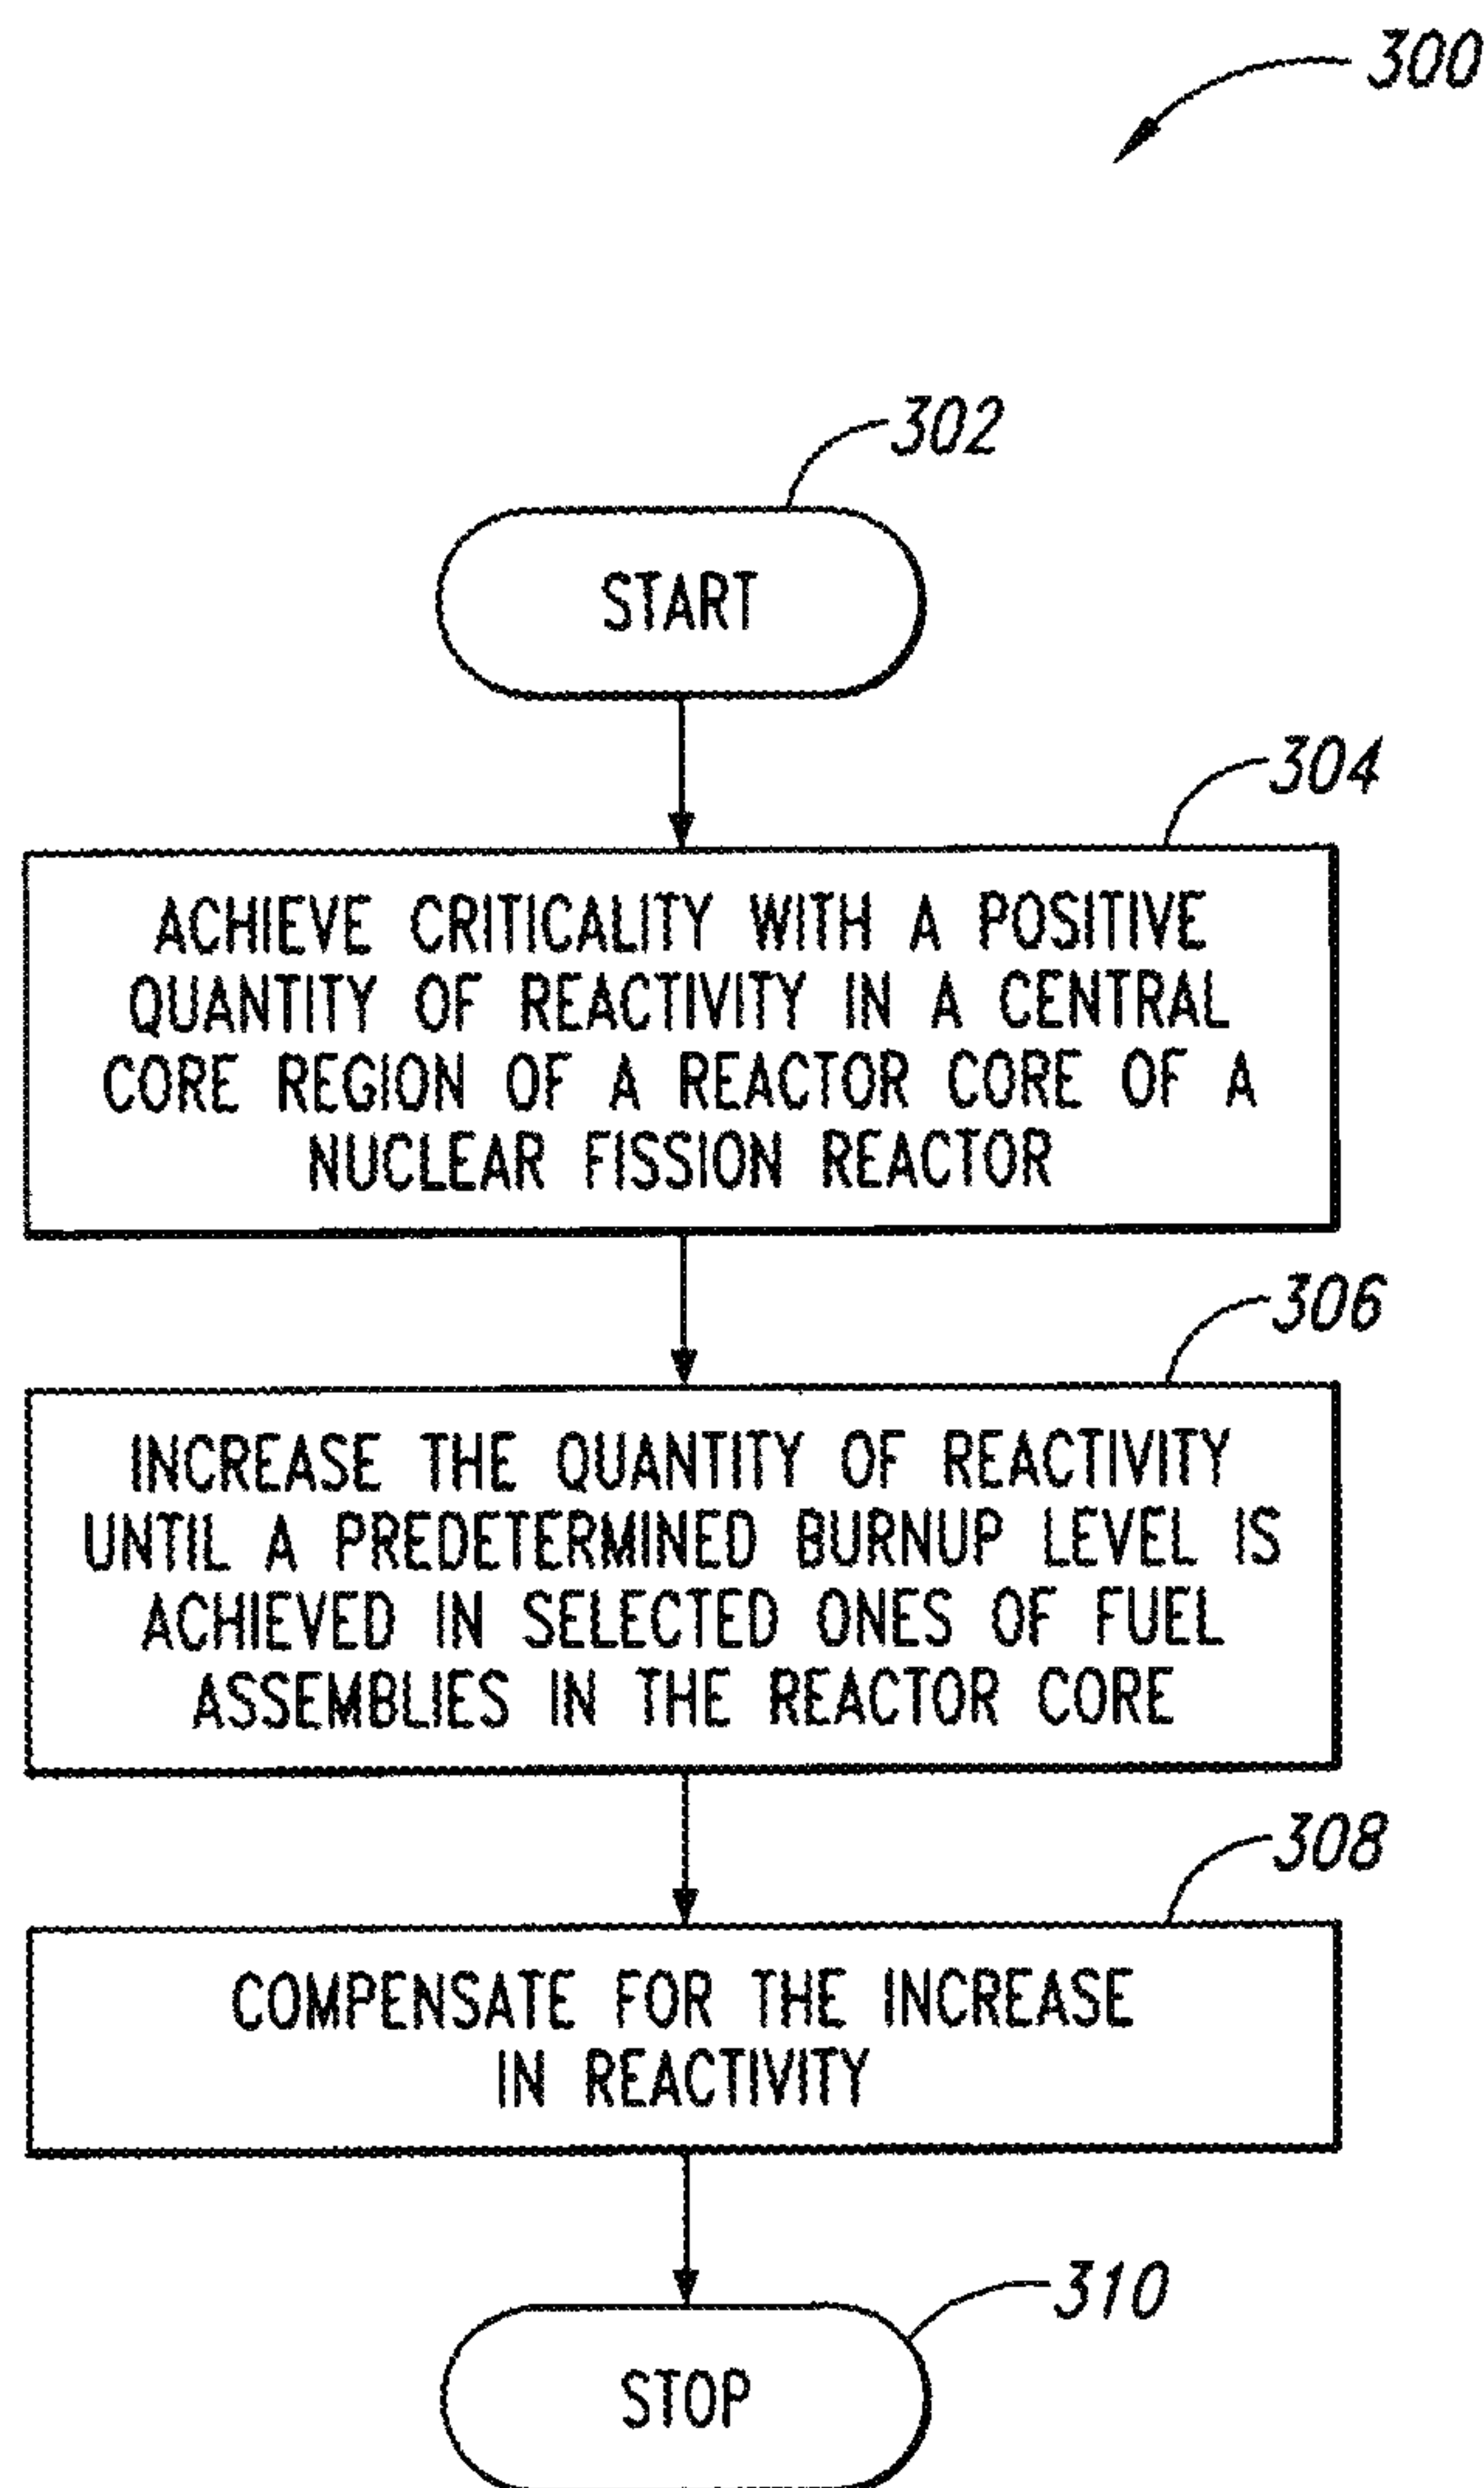 300
302
START
304
ACHIEVE CRITICALITY WITH A POSITIVE
QUANTITY OF REACTIVITY IN A CENTRAL
CORE REGION OF A REACTOR CORE OF A
NUCLEAR FISSION REACTOR
306
INCREASE THE QUANTITY OF REACTIVITY
UNTIL A PREDETERMINED BURNUP LEVEL IS
ACHIEVED IN SELECTED ONES OF FUEL
ASSEMBLIES IN THE REACTOR CORE
308
COMPENSATE FOR THE INCREASE
IN REACTIVITY
310
STOP